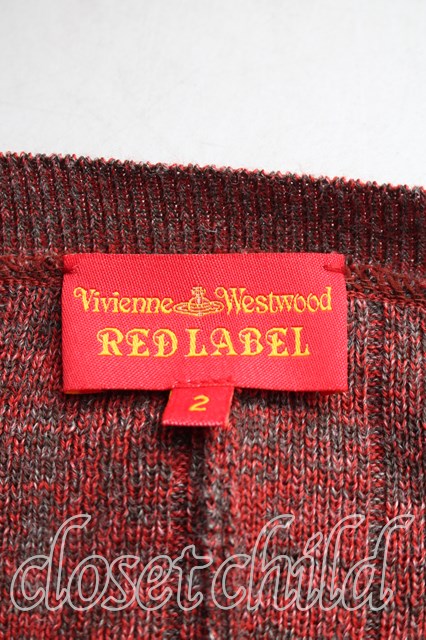 Vivienne Westwood
RED LABEL
2
closet child